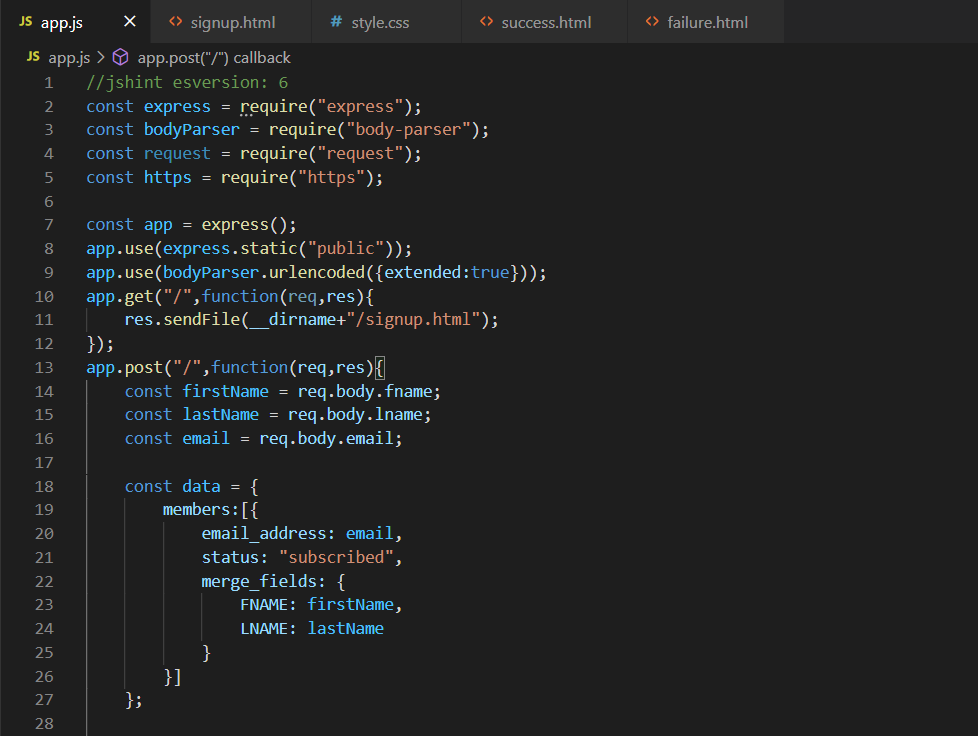 JS app.js × <> signup.html # style.css <> success.html <> failure.html
JS app.js > app.post("/") callback
1 //jshint esversion: 6
2 const express = require("express");
3 const bodyParser = require("body-parser");
4 const request = require("request");
5 const https = require("https");
6
7 const app = express();
8 app.use(express.static("public"));
9 app.use(bodyParser.urlencoded({extended:true}));
10 app.get("/",function(req,res){
11     res.sendFile(__dirname+"/signup.html");
12 });
13 app.post("/",function(req,res){
14     const firstName = req.body.fname;
15     const lastName = req.body.lname;
16     const email = req.body.email;
17
18     const data = {
19         members:[{
20             email_address: email,
21             status: "subscribed",
22             merge_fields: {
23                 FNAME: firstName,
24                 LNAME: lastName
25             }
26         }]
27     };
28